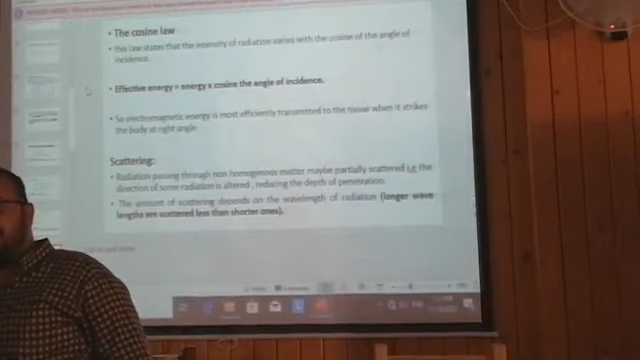 • The cosine law
• this law states that the intensity of radiation varies with the cosine of the angle of
incidence.
• Effective energy = energy x cosine the angle of incidence.
• So electromagnetic energy is most efficiently transmitted to the tissue when it strikes
the body at right angle
Scattering:
• Radiation passing through non homogenous matter maybe partially scattered i.e the
direction of some radiation is altered , reducing the depth of penetration.
• The amount of scattering depends on the wavelength of radiation (longer wave
lengths are scattered less than shorter ones).